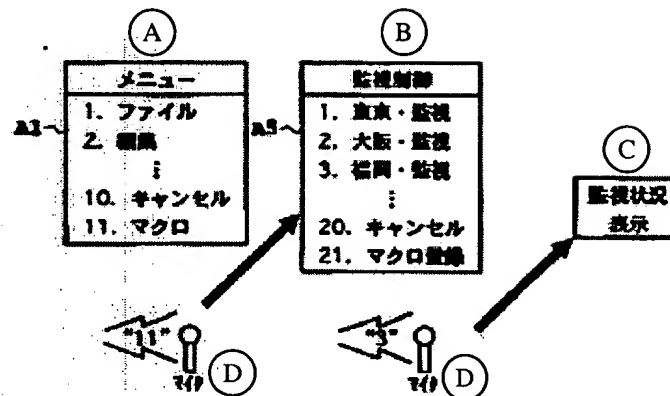 A
B
メニュー
監視制御
1. ファイル
2. 編集
⋮
10. キャンセル
11. マクロ
1. 東京・監視
2. 大阪・監視
3. 福岡・監視
⋮
20. キャンセル
21. マクロ登録
C
監視状況
表示
"11"
マイク
D
"3"
マイク
D